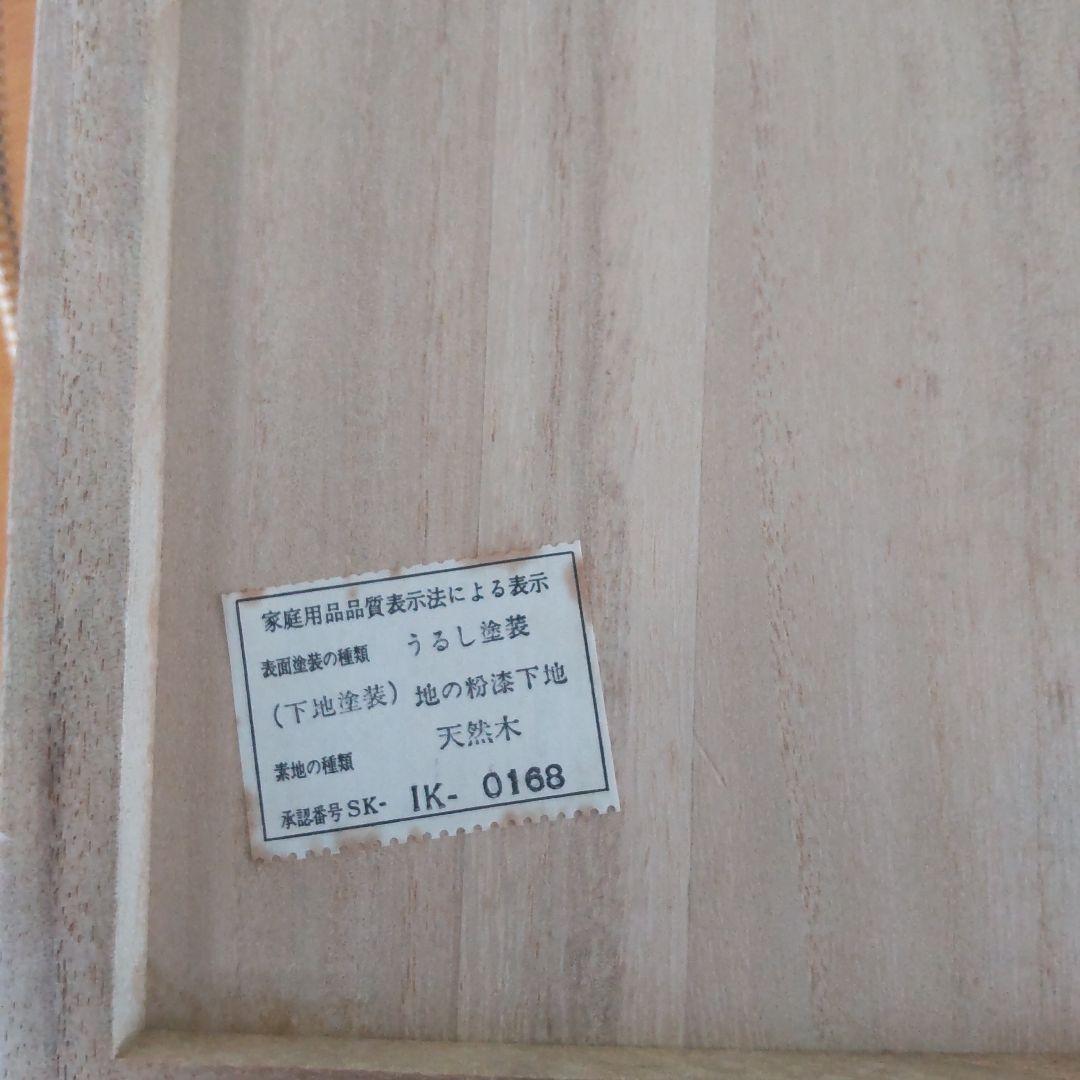 家庭用品品質表示法による表示
表面塗装の種類 うるし塗装
(下地塗装) 地の粉漆下地
素地の種類 天然木
承認番号 SK- IK- 0168